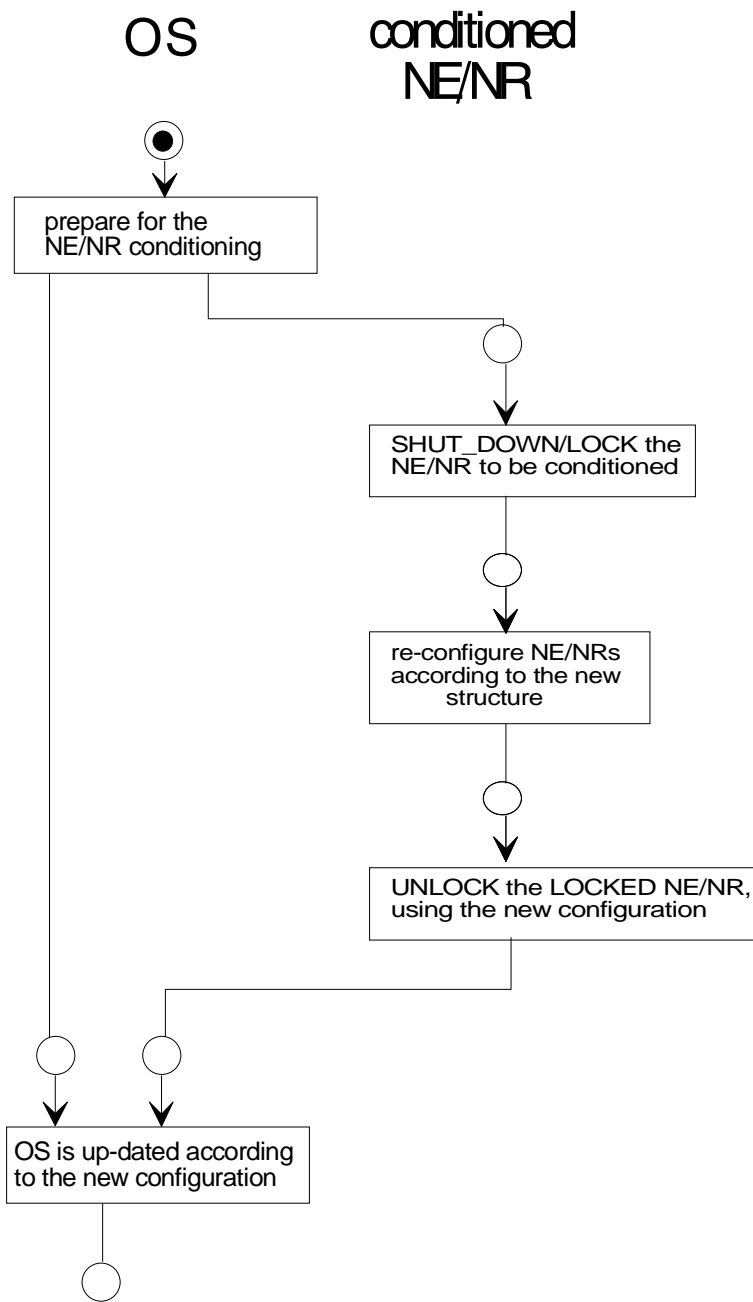 OS
conditioned
NE/NR
prepare for the
NE/NR conditioning
SHUT_DOWN/LOCK the
NE/NR to be conditioned
re-configure NE/NRs
according to the new
structure
UNLOCK the LOCKED NE/NR,
using the new configuration
OS is up-dated according
to the new configuration